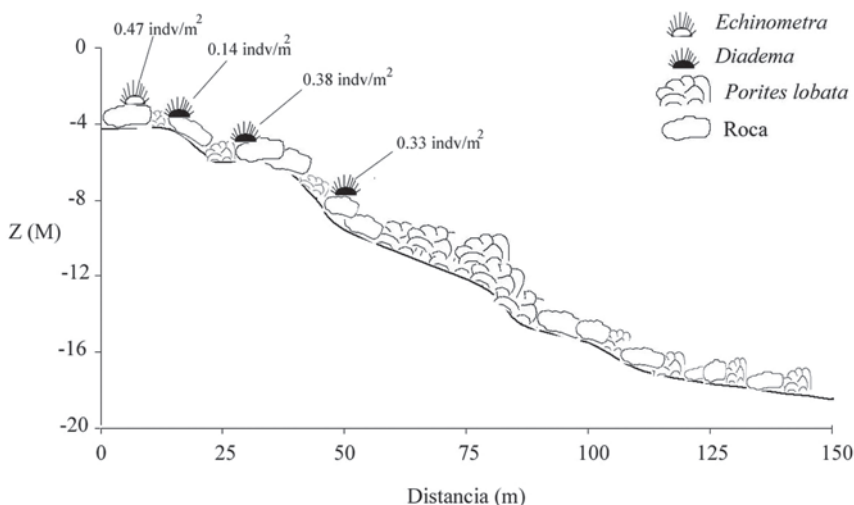 0.47 indv/m²
0.14 indv/m²
0.38 indv/m²
0.33 indv/m²
Echinometra
Diadema
Porites lobata
Roca
Z (M)
0
-4
-8
-12
-16
-20
0 25 50 75 100 125 150
Distancia (m)